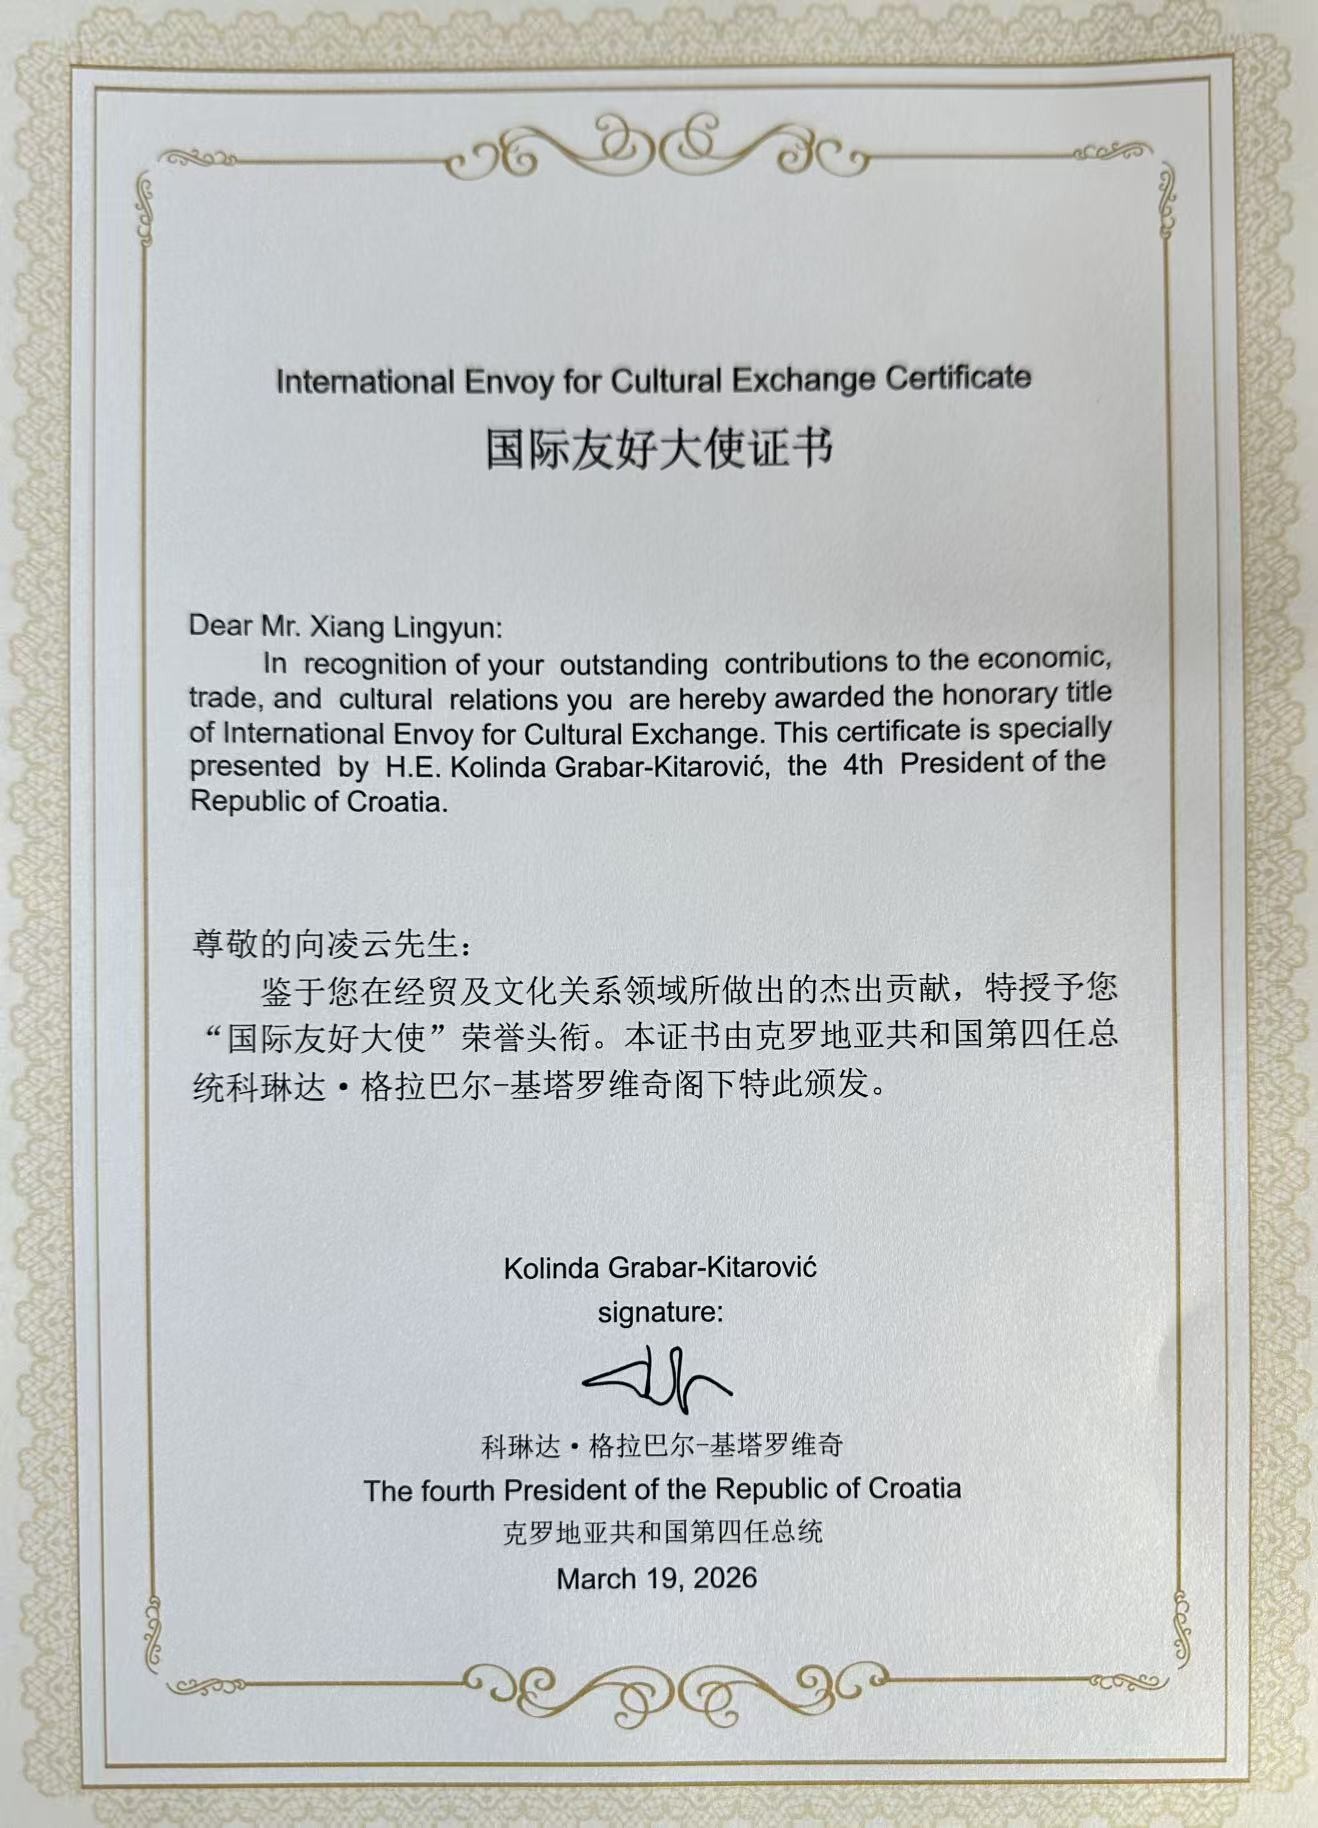 International Envoy for Cultural Exchange Certificate
国际友好大使证书
Dear Mr. Xiang Lingyun:
In recognition of your outstanding contributions to the economic,
trade, and cultural relations you are hereby awarded the honorary title
of International Envoy for Cultural Exchange. This certificate is specially
presented by H.E. Kolinda Grabar-Kitarović, the 4th President of the
Republic of Croatia.
尊敬的向凌云先生：
鉴于您在经贸及文化关系领域所做出的杰出贡献，特授予您
“国际友好大使”荣誉头衔。本证书由克罗地亚共和国第四任总
统科琳达·格拉巴尔-基塔罗维奇阁下特此颁发。
Kolinda Grabar-Kitarović
signature:
科琳达·格拉巴尔-基塔罗维奇
The fourth President of the Republic of Croatia
克罗地亚共和国第四任总统
March 19, 2026